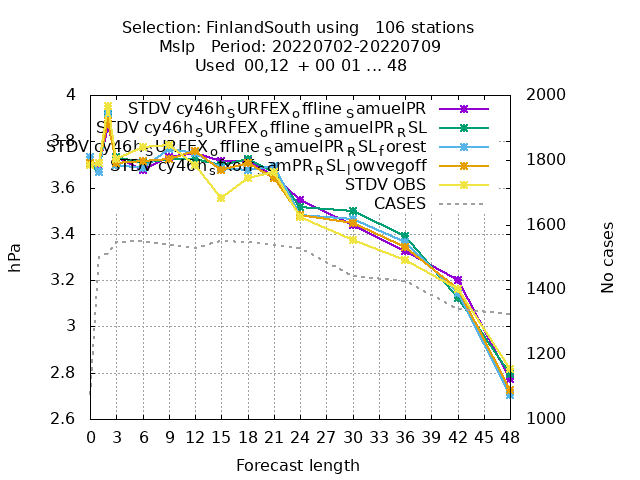 Selection: FinlandSouth using   106 stations
Mslp   Period: 20220702-20220709
Used  00,12  + 00 01 ... 48
4
3.8
3.6
3.4
3.2
3
2.8
2.6
hPa
2000
1800
1600
1400
1200
1000
No cases
STDV cy46h_SURFEX_offline_samuelPR
STDV cy46h_SURFEX_offline_samuelPR_RSL
STDV cy46h_SURFEX_offline_samuelPR_RSL_forest
STDV OBS
CASES
0 3 6 9 12 15 18 21 24 27 30 33 36 39 42 45 48
Forecast length